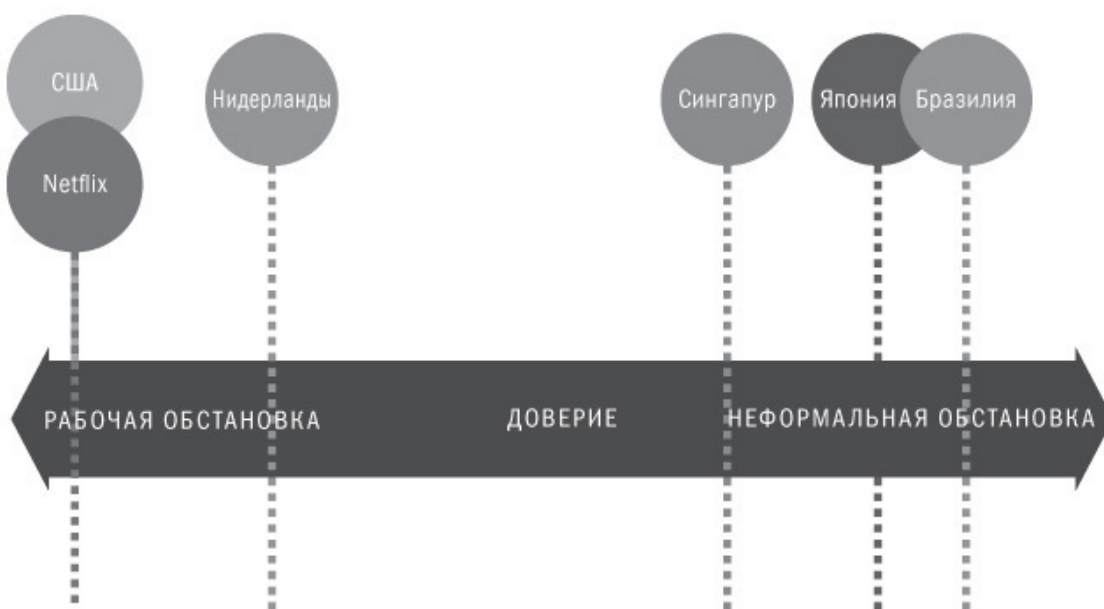 США
Netflix
Нидерланды
Сингапур
Япония
Бразилия
РАБОЧАЯ ОБСТАНОВКА
ДОВЕРИЕ
НЕФОРМАЛЬНАЯ ОБСТАНОВКА